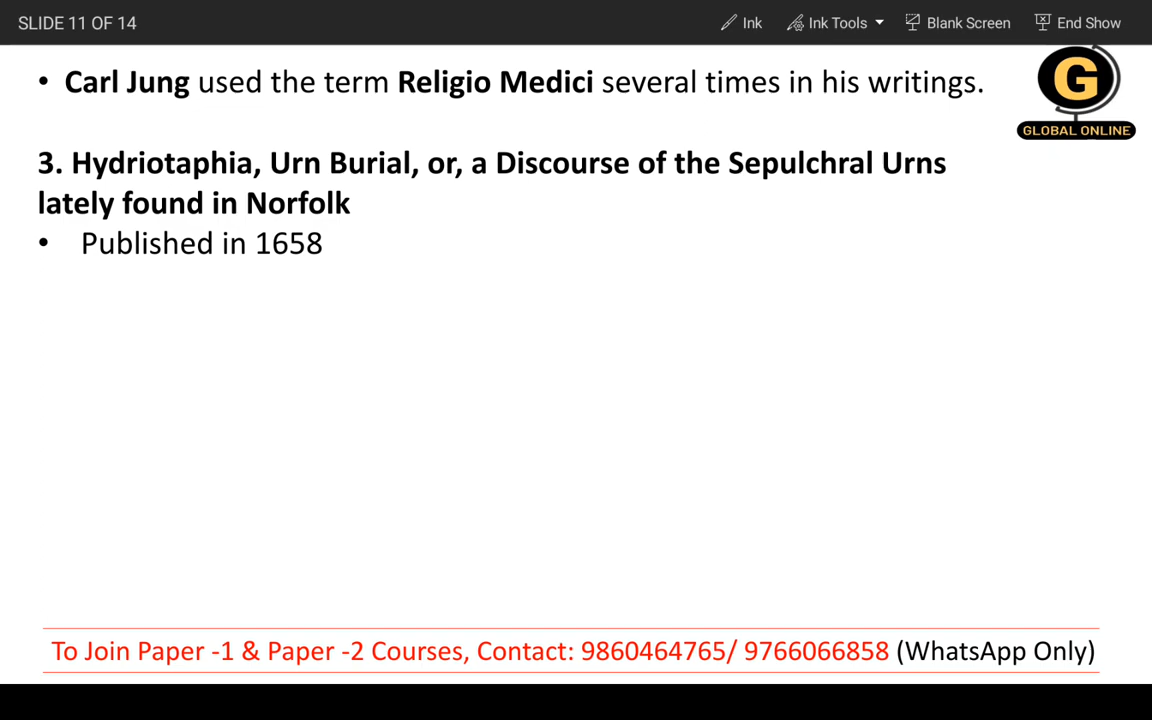 SLIDE 11 OF 14
Ink
Ink Tools
Blank Screen
End Show
• Carl Jung used the term Religio Medici several times in his writings.
G
GLOBAL ONLINE
3. Hydriotaphia, Urn Burial, or, a Discourse of the Sepulchral Urns
lately found in Norfolk
• Published in 1658
To Join Paper -1 & Paper -2 Courses, Contact: 9860464765/ 9766066858 (WhatsApp Only)